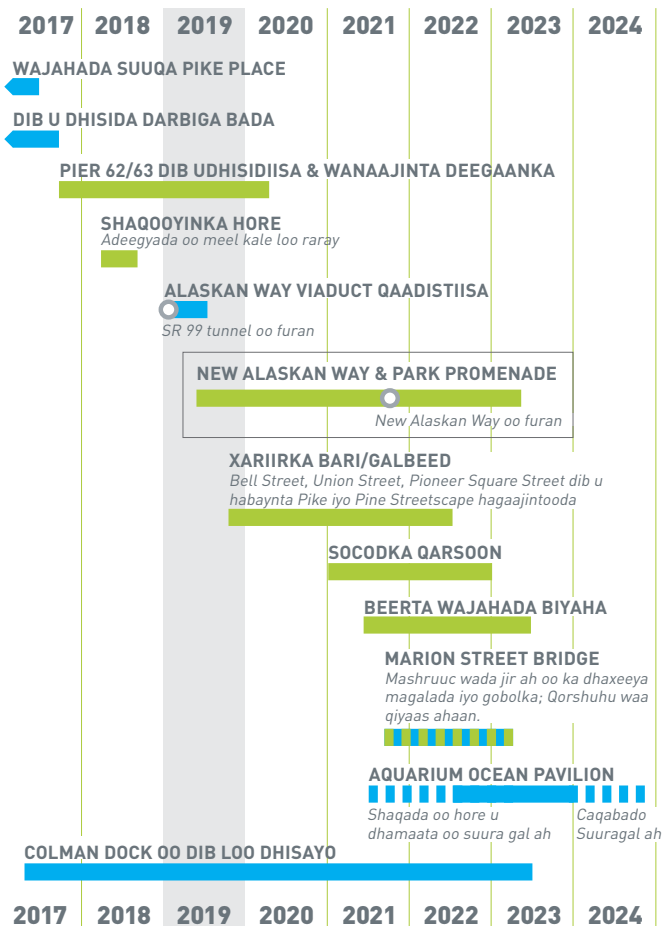 2017 2018 2019 2020 2021 2022 2023 2024
WAJAHADA SUUQA PIKE PLACE
DIB U DHISIDA DARBIGA BADA
PIER 62/63 DIB UDHISIDIISA & WANAAJINTA DEEGAANKA
SHAQOOYINKA HORE
Adeegyada oo meel kale loo raray
ALASKAN WAY VIADUCT QAADISTIISA
SR 99 tunnel oo furan
NEW ALASKAN WAY & PARK PROMENADE
New Alaskan Way oo furan
XARIIRKA BARI/GALBEED
Bell Street, Union Street, Pioneer Square Street dib u
habaynta Pike iyo Pine Streetscape hagaajintooda
SOCODKA QARSOON
BEERTA WAJAHADA BIYAHA
MARION STREET BRIDGE
Mashruuc wada jir ah oo ka dhaxeeya
magalada iyo gobolka; Qorshuhu waa
qiyaas ahaan.
AQUARIUM OCEAN PAVILION
Shaqada oo hore u
dhamaata oo suura gal ah
Caqabado
Suuragal ah
COLMAN DOCK OO DIB LOO DHISAYO
2017 2018 2019 2020 2021 2022 2023 2024